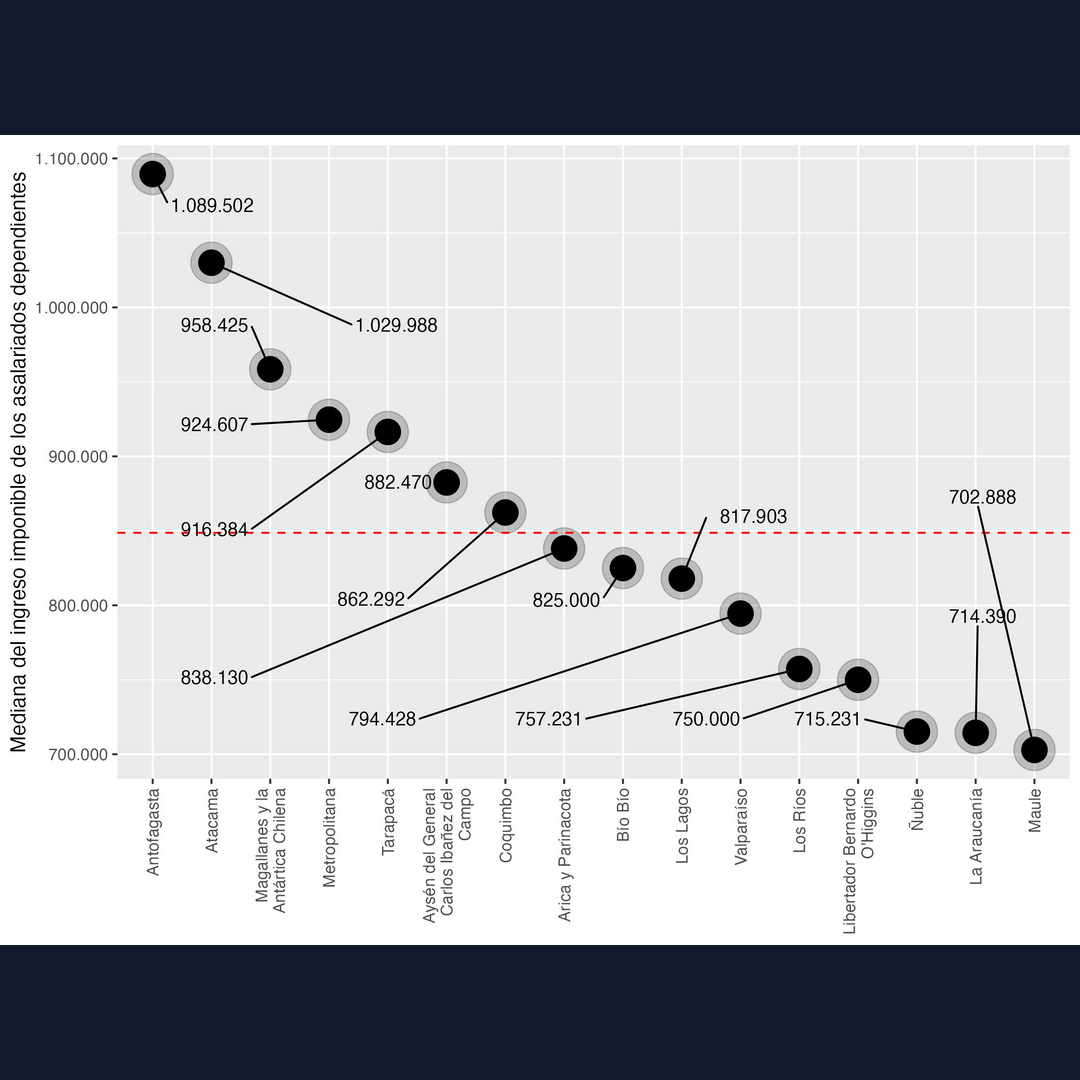 Mediana del ingreso imponible de los asalariados dependientes
1.100.000
1.000.000
900.000
800.000
700.000
1.089.502
958.425
1.029.988
924.607
882.470
702.888
817.903
916.384
862.292
825.000
714.390
838.130
794.428
757.231
750.000
715.231
Antofagasta
Atacama
Magallanes y la
Antártica Chilena
Metropolitana
Tarapacá
Aysén del General
Carlos Ibañez del
Campo
Coquimbo
Arica y Parinacota
Bío Bío
Los Lagos
Valparaíso
Los Ríos
Libertador Bernardo
O'Higgins
Ñuble
La Araucanía
Maule